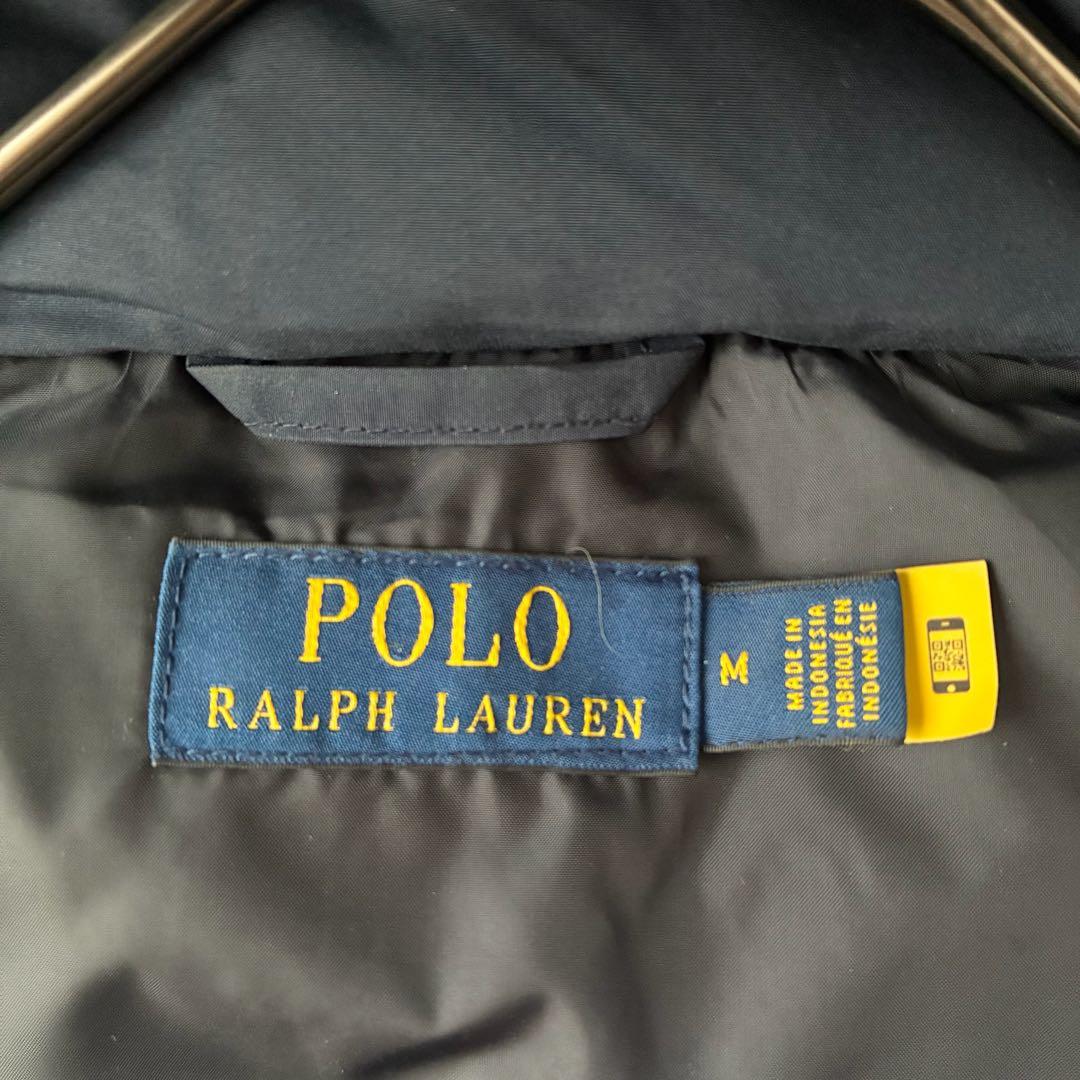 POLO
RALPH LAUREN
M
MADE IN
INDONESIA
FABRIQUÉ EN
INDONÉSIE